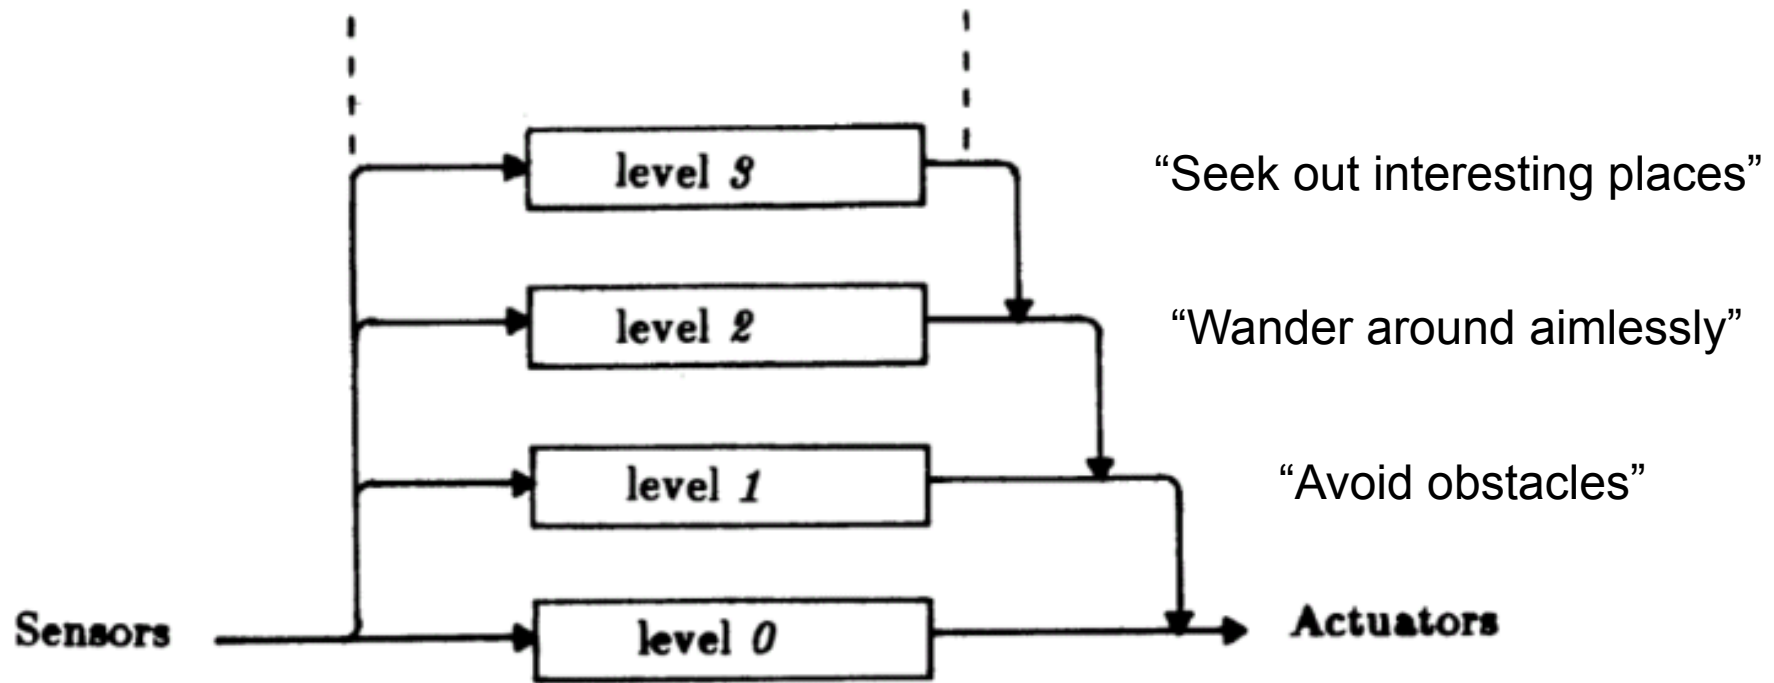 level 3 “Seek out interesting places”
level 2 “Wander around aimlessly”
level 1 “Avoid obstacles”
Sensors level 0 Actuators